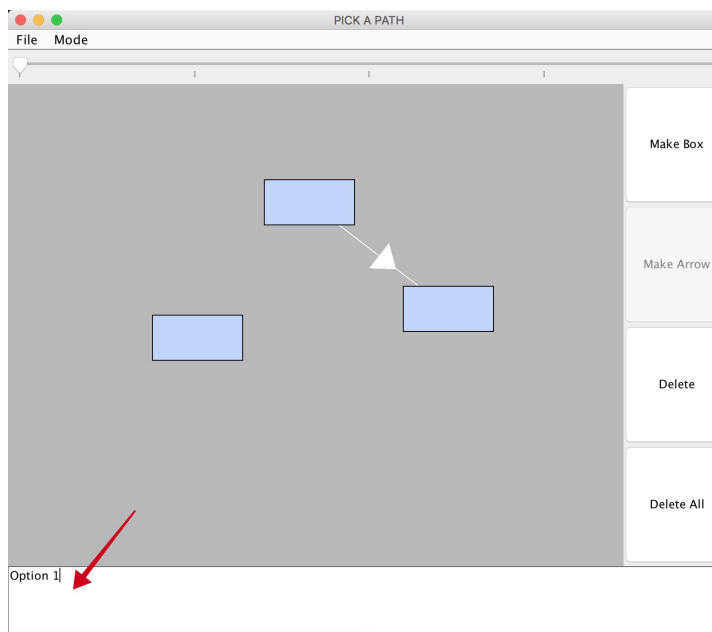 PICK A PATH
File Mode
Make Box
Make Arrow
Delete
Delete All
Option 1